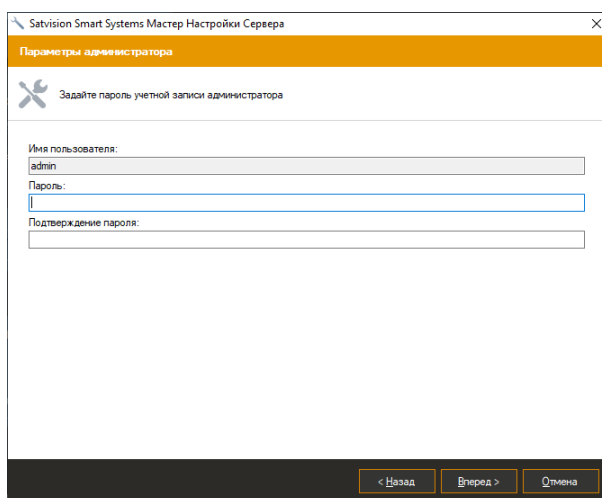 Satvision Smart Systems Мастер Настройки Сервера
Параметры администратора
Задайте пароль учетной записи администратора
Имя пользователя:
admin
Пароль:
Подтверждение пароля:
< Назад Вперед > Отмена